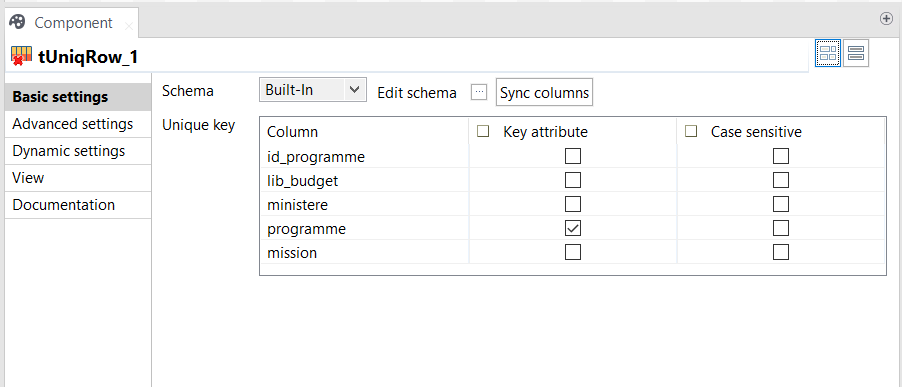 Component
tUniqRow_1
Basic settings
Advanced settings
Dynamic settings
View
Documentation
Schema Built-In Edit schema ... Sync columns
Unique key
Column Key attribute Case sensitive
id_programme
lib_budget
ministere
programme
mission